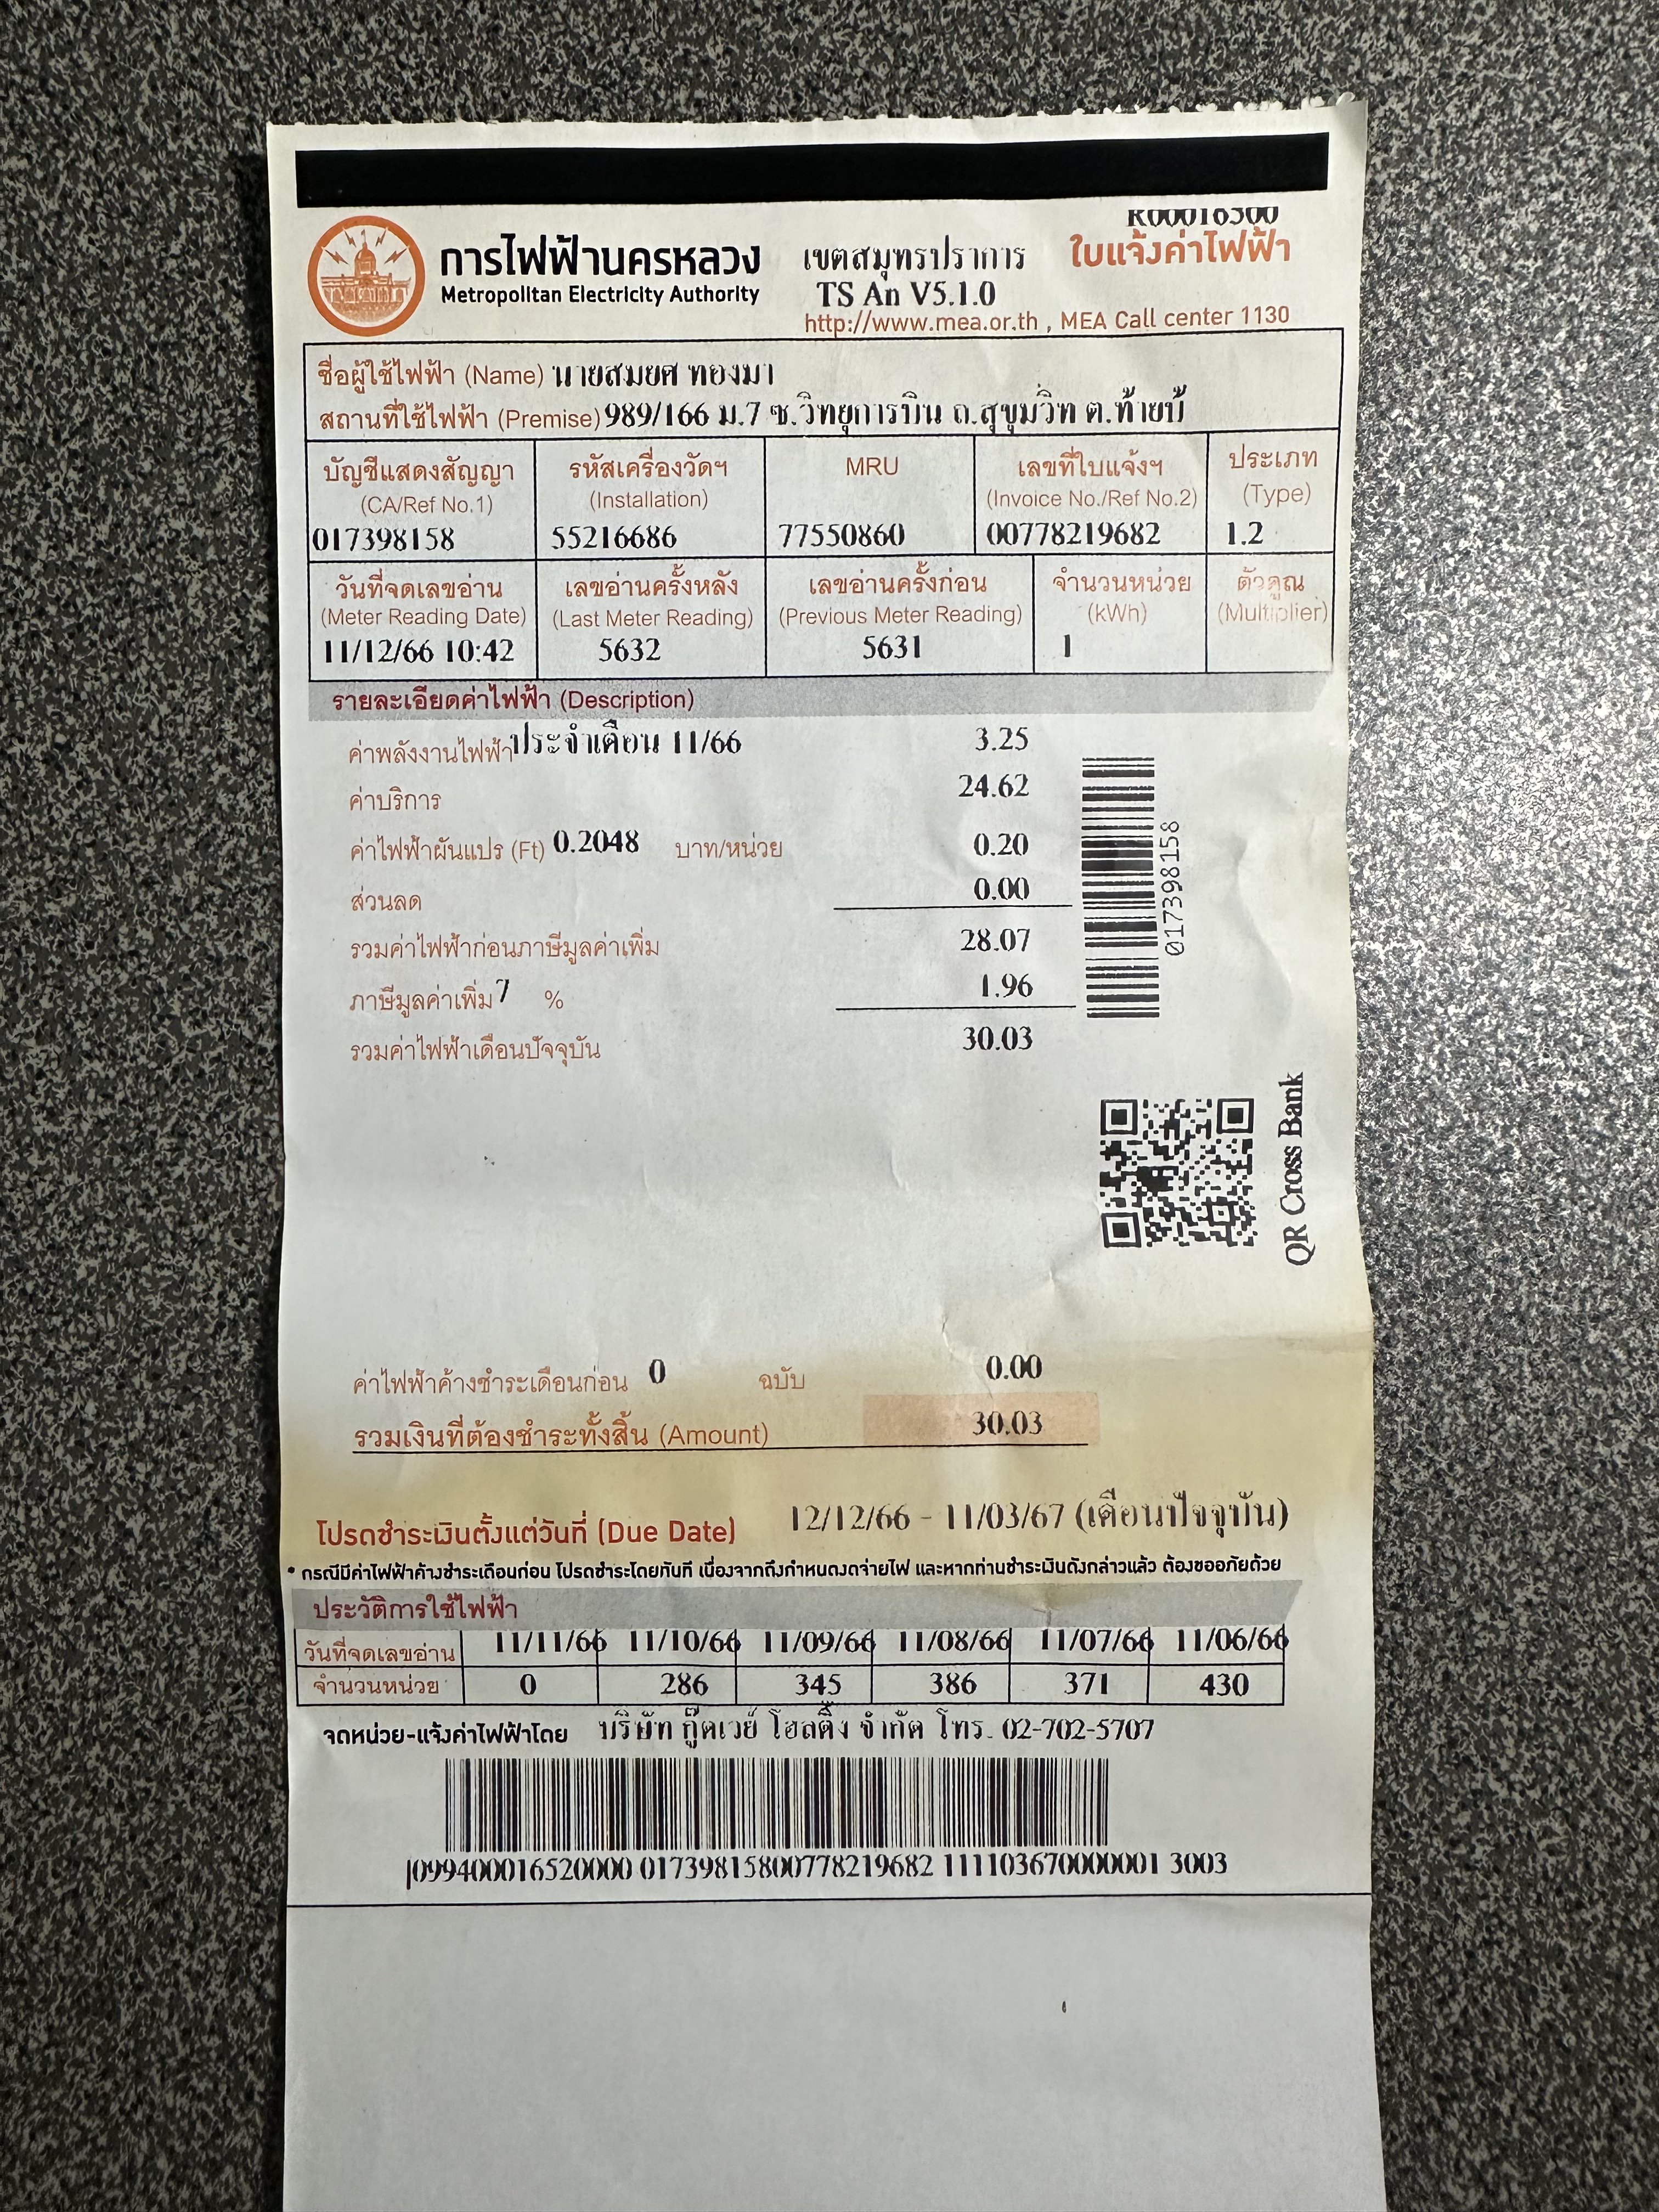 R00016300
การไฟฟ้านครหลวง เขตสมุทรปราการ ใบแจ้งค่าไฟฟ้า
Metropolitan Electricity Authority TS An V5.1.0
http://www.mea.or.th , MEA Call center 1130
ชื่อผู้ใช้ไฟฟ้า (Name) นายสมยศ ทองมา
สถานที่ใช้ไฟฟ้า (Premise) 989/166 ม.7 ซ.วิทยุการบิน ถ.สุขุมวิท ต.ท้ายบ้
บัญชีแสดงสัญญา รหัสเครื่องวัดฯ MRU เลขที่ใบแจ้งฯ ประเภท
(CA/Ref No.1) (Installation) (Invoice No./Ref No.2) (Type)
017398158 55216686 77550860 00778219682 1.2
วันที่จดเลขอ่าน เลขอ่านครั้งหลัง เลขอ่านครั้งก่อน จำนวนหน่วย ตัวคูณ
(Meter Reading Date) (Last Meter Reading) (Previous Meter Reading) (kWh) (Multiplier)
11/12/66 10:42 5632 5631 1
รายละเอียดค่าไฟฟ้า (Description)
ค่าพลังงานไฟฟ้า ประจำเดือน 11/66 3.25
ค่าบริการ 24.62
ค่าไฟฟ้าผันแปร (Ft) 0.2048 บาท/หน่วย 0.20
ส่วนลด 0.00
รวมค่าไฟฟ้าก่อนภาษีมูลค่าเพิ่ม 28.07
ภาษีมูลค่าเพิ่ม 7 % 1.96
รวมค่าไฟฟ้าเดือนปัจจุบัน 30.03
017398158
QR Cross Bank
ค่าไฟฟ้าค้างชำระเดือนก่อน 0 ฉบับ 0.00
รวมเงินที่ต้องชำระทั้งสิ้น (Amount) 30.03
โปรดชำระเงินตั้งแต่วันที่ (Due Date) 12/12/66 - 11/03/67 (เดือนปัจจุบัน)
* กรณีมีค่าไฟฟ้าค้างชำระเดือนก่อน โปรดชำระโดยทันที เนื่องจากถึงกำหนดงดจ่ายไฟ และหากท่านชำระเงินดังกล่าวแล้ว ต้องขออภัยด้วย
ประวัติการใช้ไฟฟ้า
วันที่จดเลขอ่าน 11/11/66 11/10/66 11/09/66 11/08/66 11/07/66 11/06/66
จำนวนหน่วย 0 286 345 386 371 430
จดหน่วย-แจ้งค่าไฟฟ้าโดย บริษัท กู๊ดเวย์ โฮลดิ้ง จำกัด โทร. 02-702-5707
|099400016520000 01739815800778219682 1111036700000001 3003